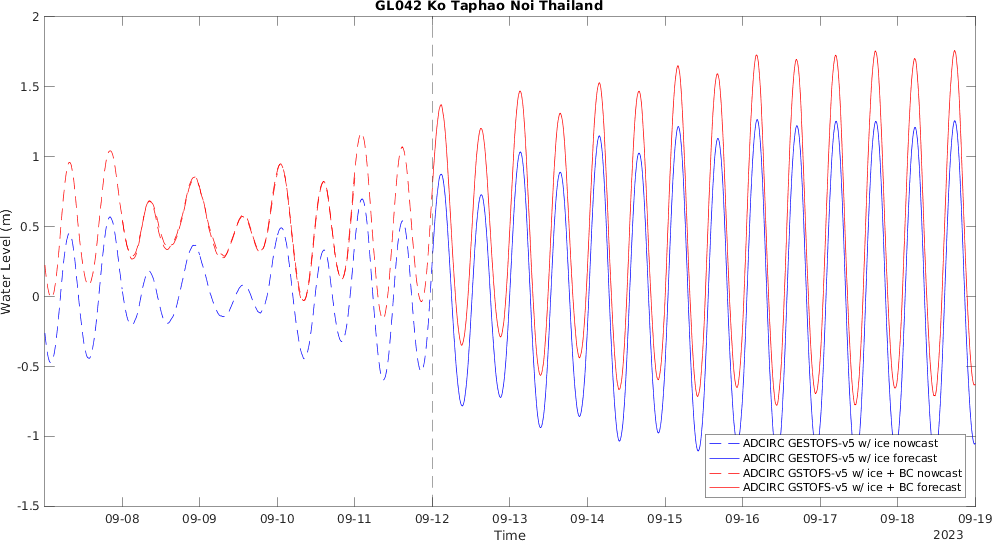 GL042 Ko Taphao Noi Thailand
2
1.5
1
0.5
0
-0.5
-1
-1.5
Water Level (m)
ADCIRC GESTOFS-v5 w/ ice nowcast
ADCIRC GESTOFS-v5 w/ ice forecast
ADCIRC GSTOFS-v5 w/ ice + BC nowcast
ADCIRC GSTOFS-v5 w/ ice + BC forecast
09-08 09-09 09-10 09-11 09-12 09-13 09-14 09-15 09-16 09-17 09-18 09-19
Time
2023